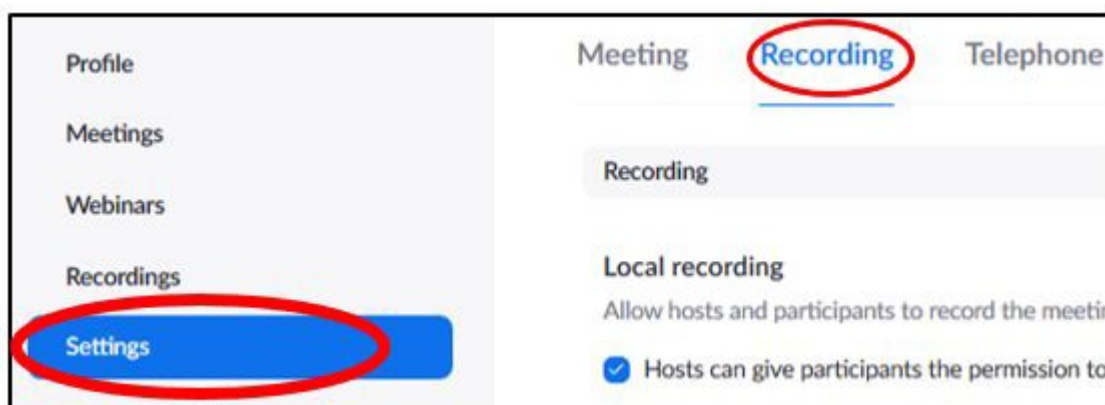 Profile
Meetings
Webinars
Recordings
Settings
Meeting Recording Telephone
Recording
Local recording
Allow hosts and participants to record the
Hosts can give participants the permission to